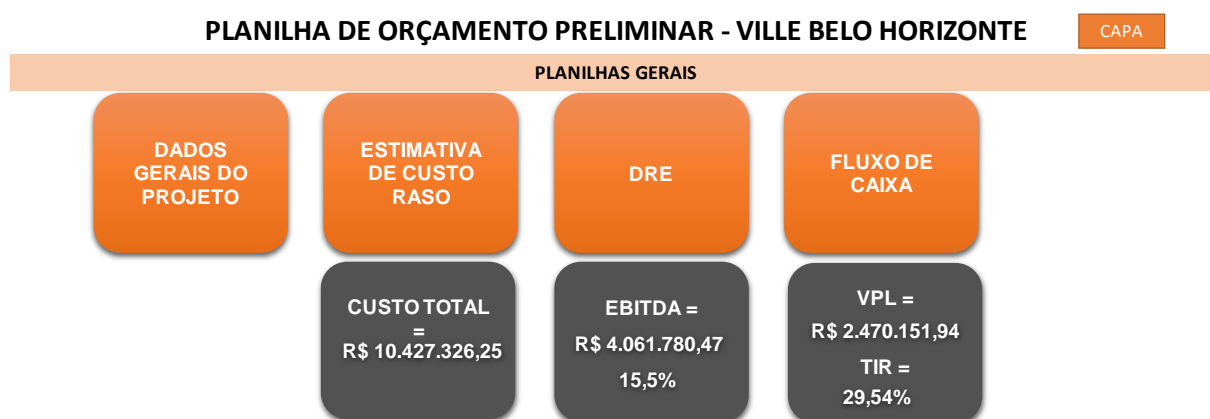 PLANILHA DE ORÇAMENTO PRELIMINAR - VILLE BELO HORIZONTE
CAPA
PLANILHAS GERAIS
DADOS
GERAIS DO
PROJETO
ESTIMATIVA
DE CUSTO
RASO
DRE
FLUXO DE
CAIXA
CUSTO TOTAL
=
R$ 10.427.326,25
EBITDA =
R$ 4.061.780,47
15,5%
VPL =
R$ 2.470.151,94
TIR =
29,54%